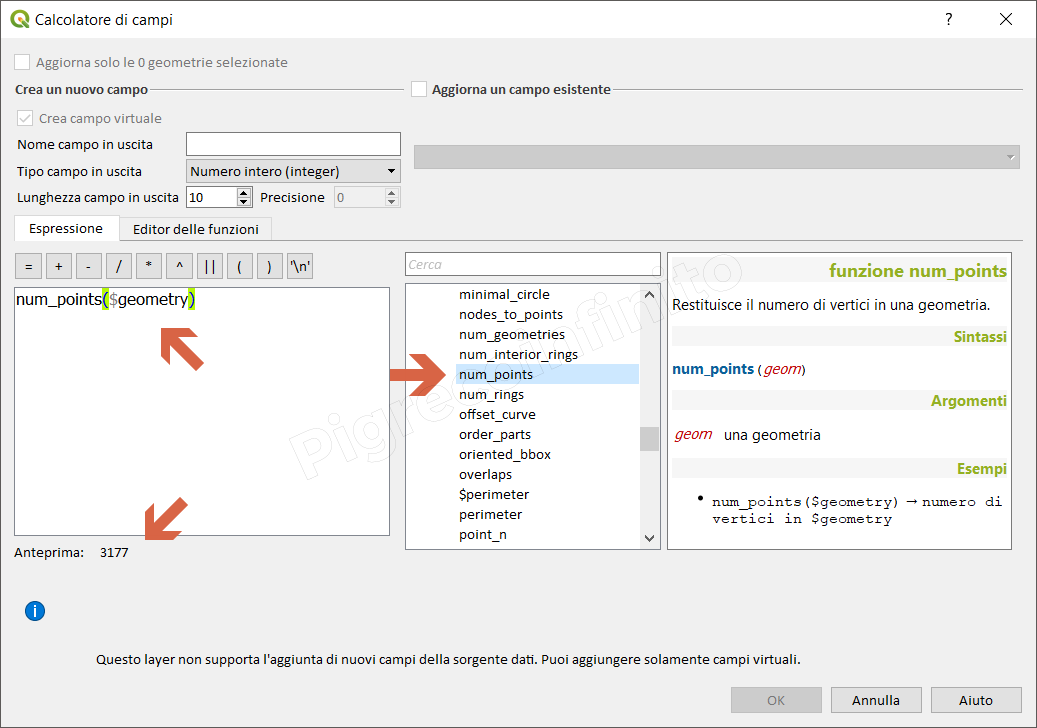 Calcolatore di campi
?
Aggiorna solo le 0 geometrie selezionate
Crea un nuovo campo
Aggiorna un campo esistente
Crea campo virtuale
Nome campo in uscita
Tipo campo in uscita
Numero intero (integer)
Lunghezza campo in uscita
10
Precisione
0
Espressione
Editor delle funzioni
= + - / * ^ || ( ) '\n'
num_points($geometry)
Anteprima: 3177
Cerca
minimal_circle
nodes_to_points
num_geometries
num_interior_rings
num_points
num_rings
offset_curve
order_parts
oriented_bbox
overlaps
$perimeter
perimeter
point_n
funzione num_points
Restituisce il numero di vertici in una geometria.
Sintassi
num_points (geom)
Argomenti
geom una geometria
Esempi
• num_points($geometry) → numero di
vertici in $geometry
Pigrecoinfinito
i
Questo layer non supporta l'aggiunta di nuovi campi della sorgente dati. Puoi aggiungere solamente campi virtuali.
OK
Annulla
Aiuto